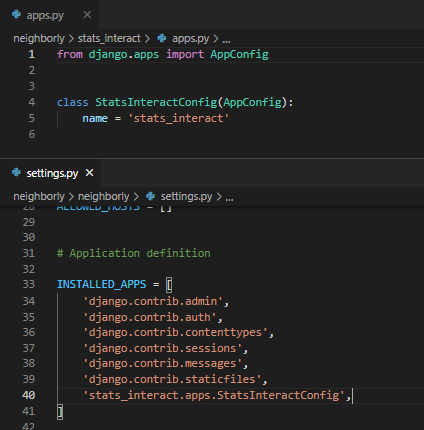 apps.py ×
neighborly > stats_interact > apps.py > ...
1 from django.apps import AppConfig
2
3
4 class StatsInteractConfig(AppConfig):
5 name = 'stats_interact'
6
settings.py ×
neighborly > neighborly > settings.py > ...
28 ALLOWED_HOSTS = []
29
30
31 # Application definition
32
33 INSTALLED_APPS = [
34 'django.contrib.admin',
35 'django.contrib.auth',
36 'django.contrib.contenttypes',
37 'django.contrib.sessions',
38 'django.contrib.messages',
39 'django.contrib.staticfiles',
40 'stats_interact.apps.StatsInteractConfig',
41 ]
42